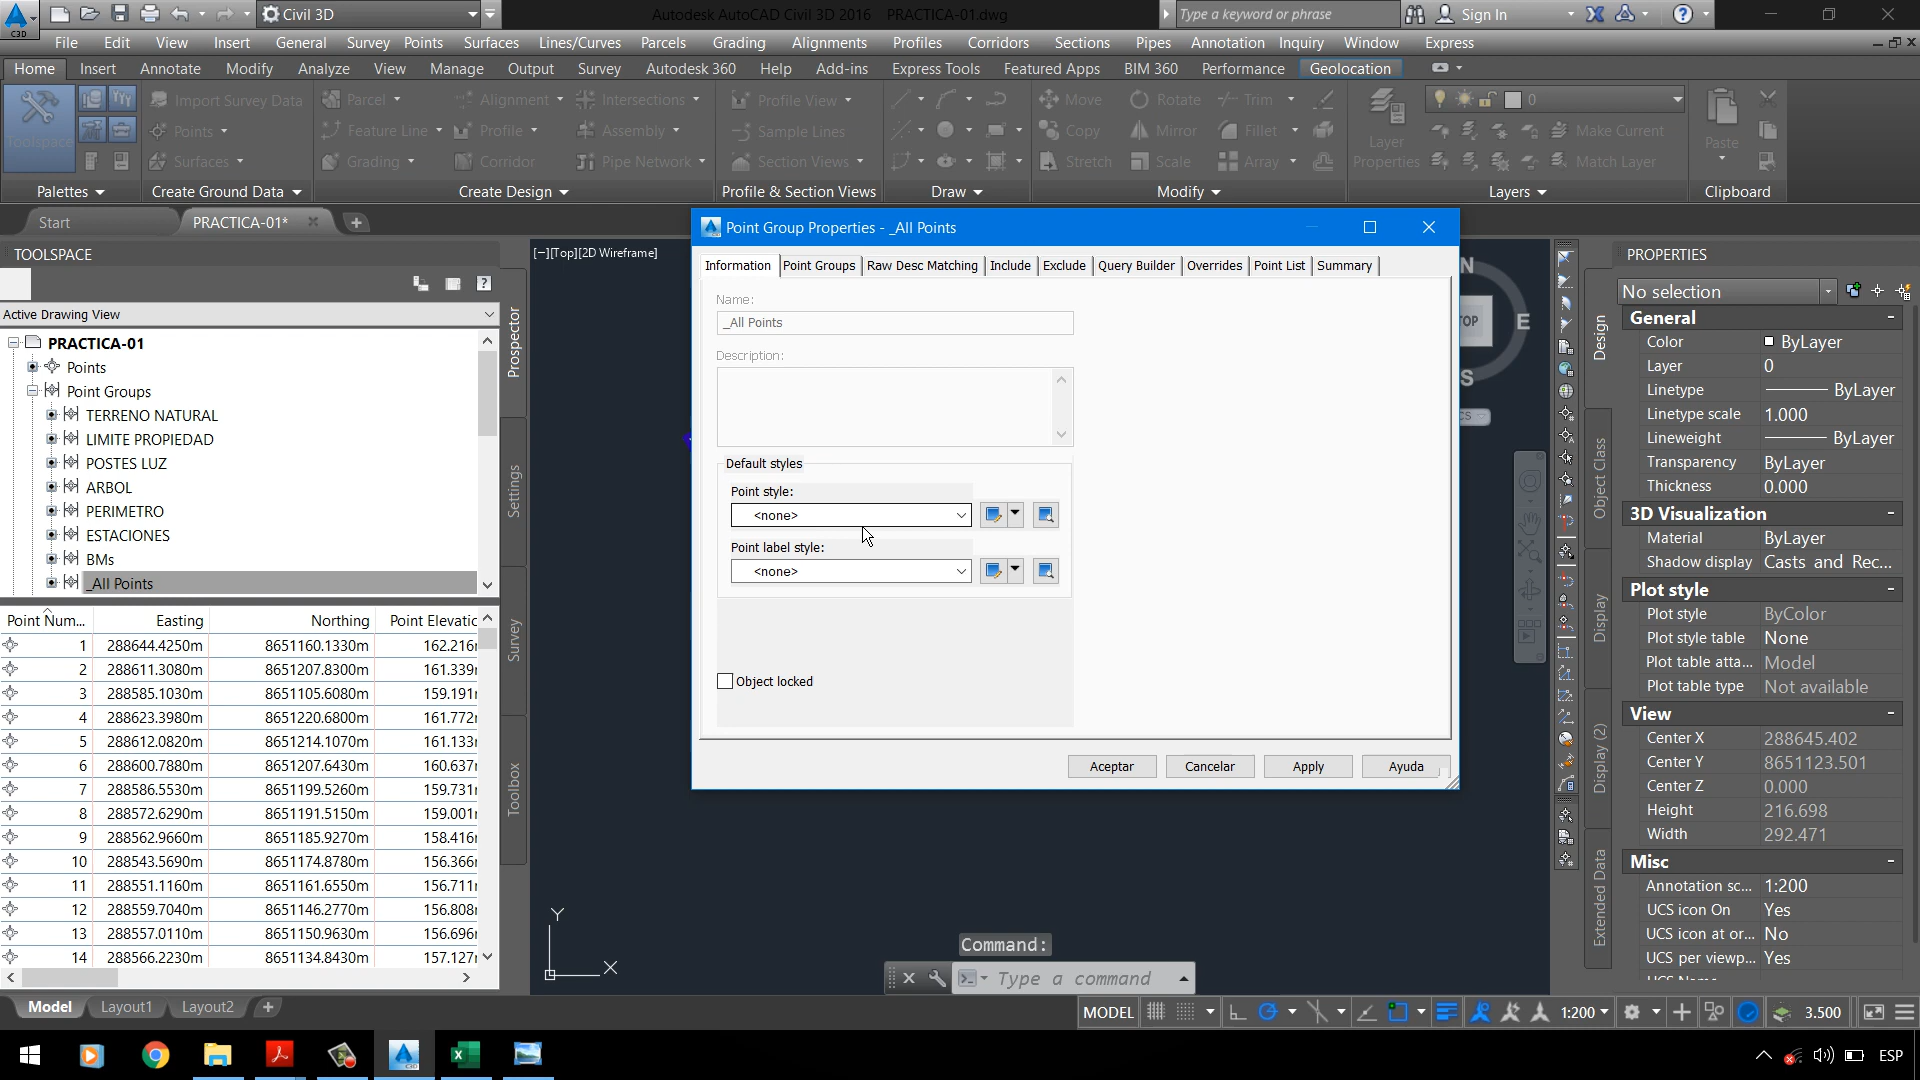 Civil 3D
Autodesk AutoCAD Civil 3D 2016 PRACTICA-01.dwg
Type a keyword or phrase
Sign In
C3D
File Edit View Insert General Survey Points Surfaces Lines/Curves Parcels Grading Alignments Profiles Corridors Sections Pipes Annotation Inquiry Window Express
Home Insert Annotate Modify Analyze View Manage Output Survey Autodesk 360 Help Add-ins Express Tools Featured Apps BIM 360 Performance Geolocation
Import Survey Data Parcel Alignment Intersections Profile View Move Rotate Trim 0
Toolspace Points Feature Line Profile Assembly Sample Lines Copy Mirror Fillet Layer Properties Make Current Paste
Surfaces Grading Corridor Pipe Network Section Views Stretch Scale Array Match Layer
Palettes Create Ground Data Create Design Profile & Section Views Draw Modify Layers Clipboard
Start PRACTICA-01*
TOOLSPACE
Active Drawing View
PRACTICA-01
Points
Point Groups
TERRENO NATURAL
LIMITE PROPIEDAD
POSTES LUZ
ARBOL
PERIMETRO
ESTACIONES
BMs
_All Points
Prospector
Settings
Survey
Toolbox
Point Num... Easting Northing Point Elevatic
1 288644.4250m 8651160.1330m 162.216
2 288611.3080m 8651207.8300m 161.339
3 288585.1030m 8651105.6080m 159.191
4 288623.3980m 8651220.6800m 161.772
5 288612.0820m 8651214.1070m 161.133
6 288600.7880m 8651207.6430m 160.637
7 288586.5530m 8651199.5260m 159.731
8 288572.6290m 8651191.5150m 159.001
9 288562.9660m 8651185.9270m 158.416
10 288543.5690m 8651174.8780m 156.366
11 288551.1160m 8651161.6550m 156.711
12 288559.7040m 8651146.2770m 156.808
13 288557.0110m 8651150.9630m 156.696
14 288566.2230m 8651134.8430m 157.127
[−][Top][2D Wireframe]
Point Group Properties - _All Points
Information Point Groups Raw Desc Matching Include Exclude Query Builder Overrides Point List Summary
Name:
_All Points
Description:
Default styles
Point style:
<none>
Point label style:
<none>
Object locked
Aceptar Cancelar Apply Ayuda
N
TOP
E
S
Y
X
Command:
Type a command
PROPERTIES
No selection
Design
Object Class
Display
Display (2)
Extended Data
General
Color ByLayer
Layer 0
Linetype ByLayer
Linetype scale 1.000
Lineweight ByLayer
Transparency ByLayer
Thickness 0.000
3D Visualization
Material ByLayer
Shadow display Casts and Rec...
Plot style
Plot style ByColor
Plot style table None
Plot table atta... Model
Plot table type Not available
View
Center X 288645.402
Center Y 8651123.501
Center Z 0.000
Height 216.698
Width 292.471
Misc
Annotation sc... 1:200
UCS icon On Yes
UCS icon at or... No
UCS per viewp... Yes
UCS Name
Model Layout1 Layout2
MODEL 1:200 3.500
ESP